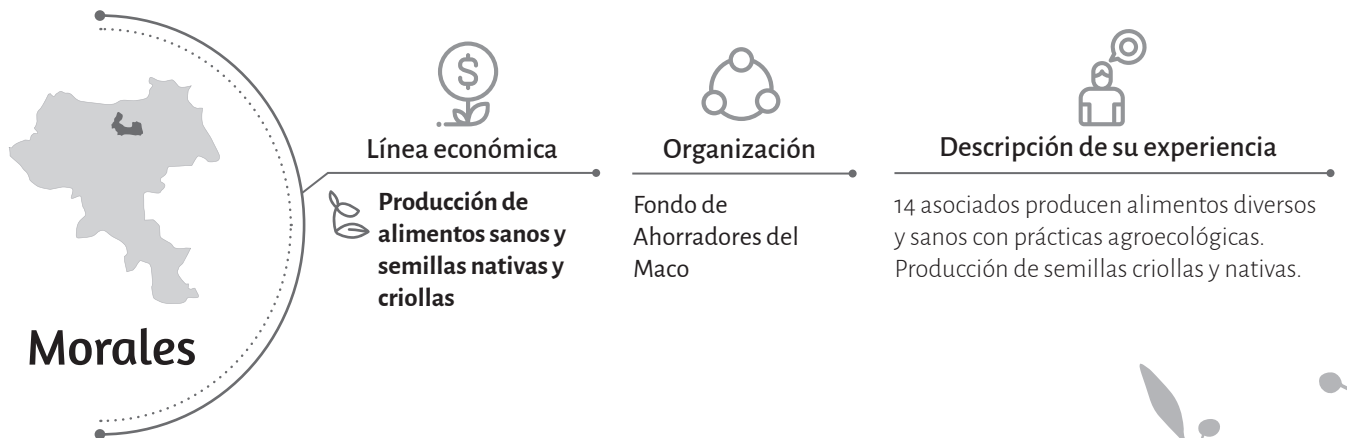 Morales
Línea económica
Producción de
alimentos sanos y
semillas nativas y
criollas
Organización
Fondo de
Ahorradores del
Maco
Descripción de su experiencia
14 asociados producen alimentos diversos
y sanos con prácticas agroecológicas.
Producción de semillas criollas y nativas.